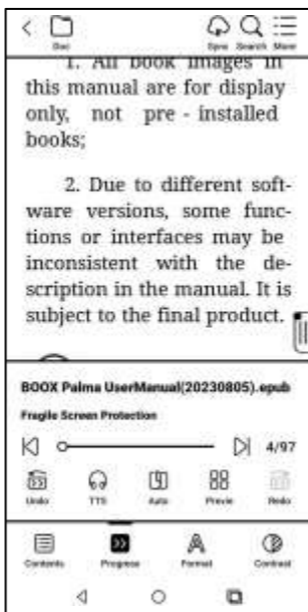 Doc
Sync Search More
1. All book images in
this manual are for display
only, not pre - installed
books;
2. Due to different soft-
ware versions, some func-
tions or interfaces may be
inconsistent with the de-
scription in the manual. It is
subject to the final product.
BOOX Palma UserManual(20230805).epub
Fragile Screen Protection
4/97
Undo TTS Auto Previe Redo
Contents Progress Format Contrast